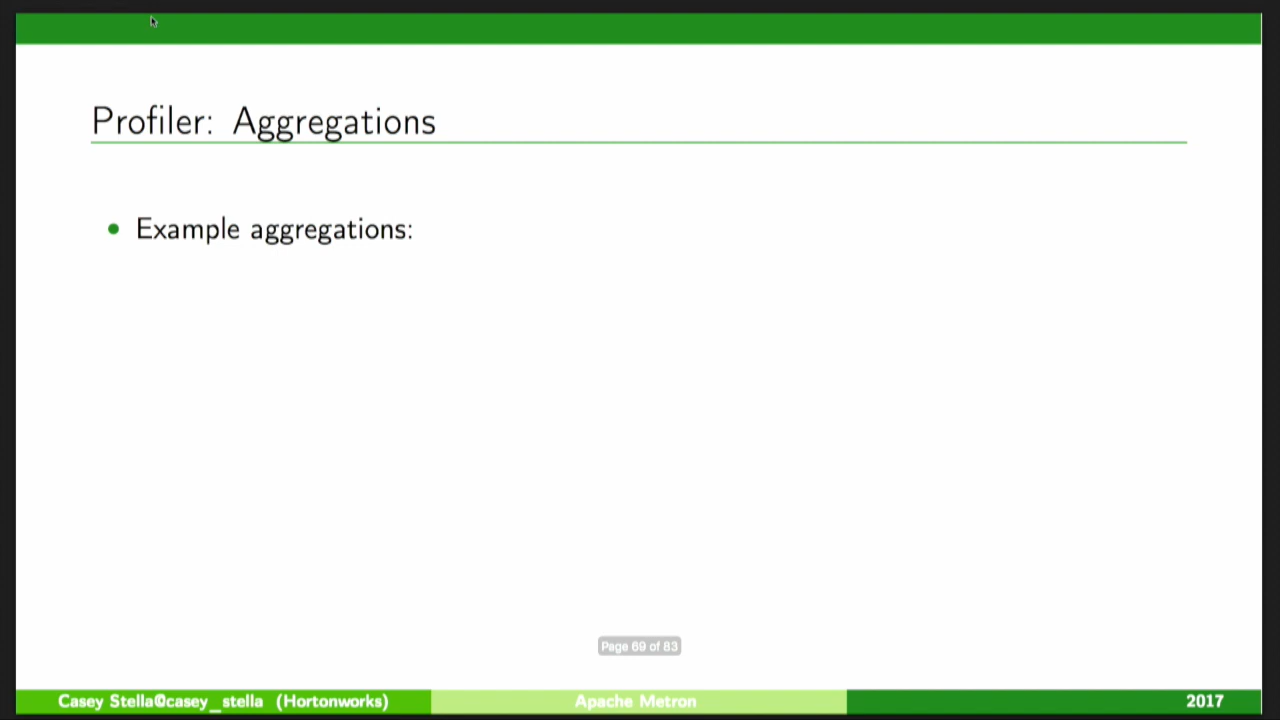 Profiler: Aggregations
Example aggregations:
Page 69 of 83
Casey Stella@casey_stella (Hortonworks)
Apache Metron
2017